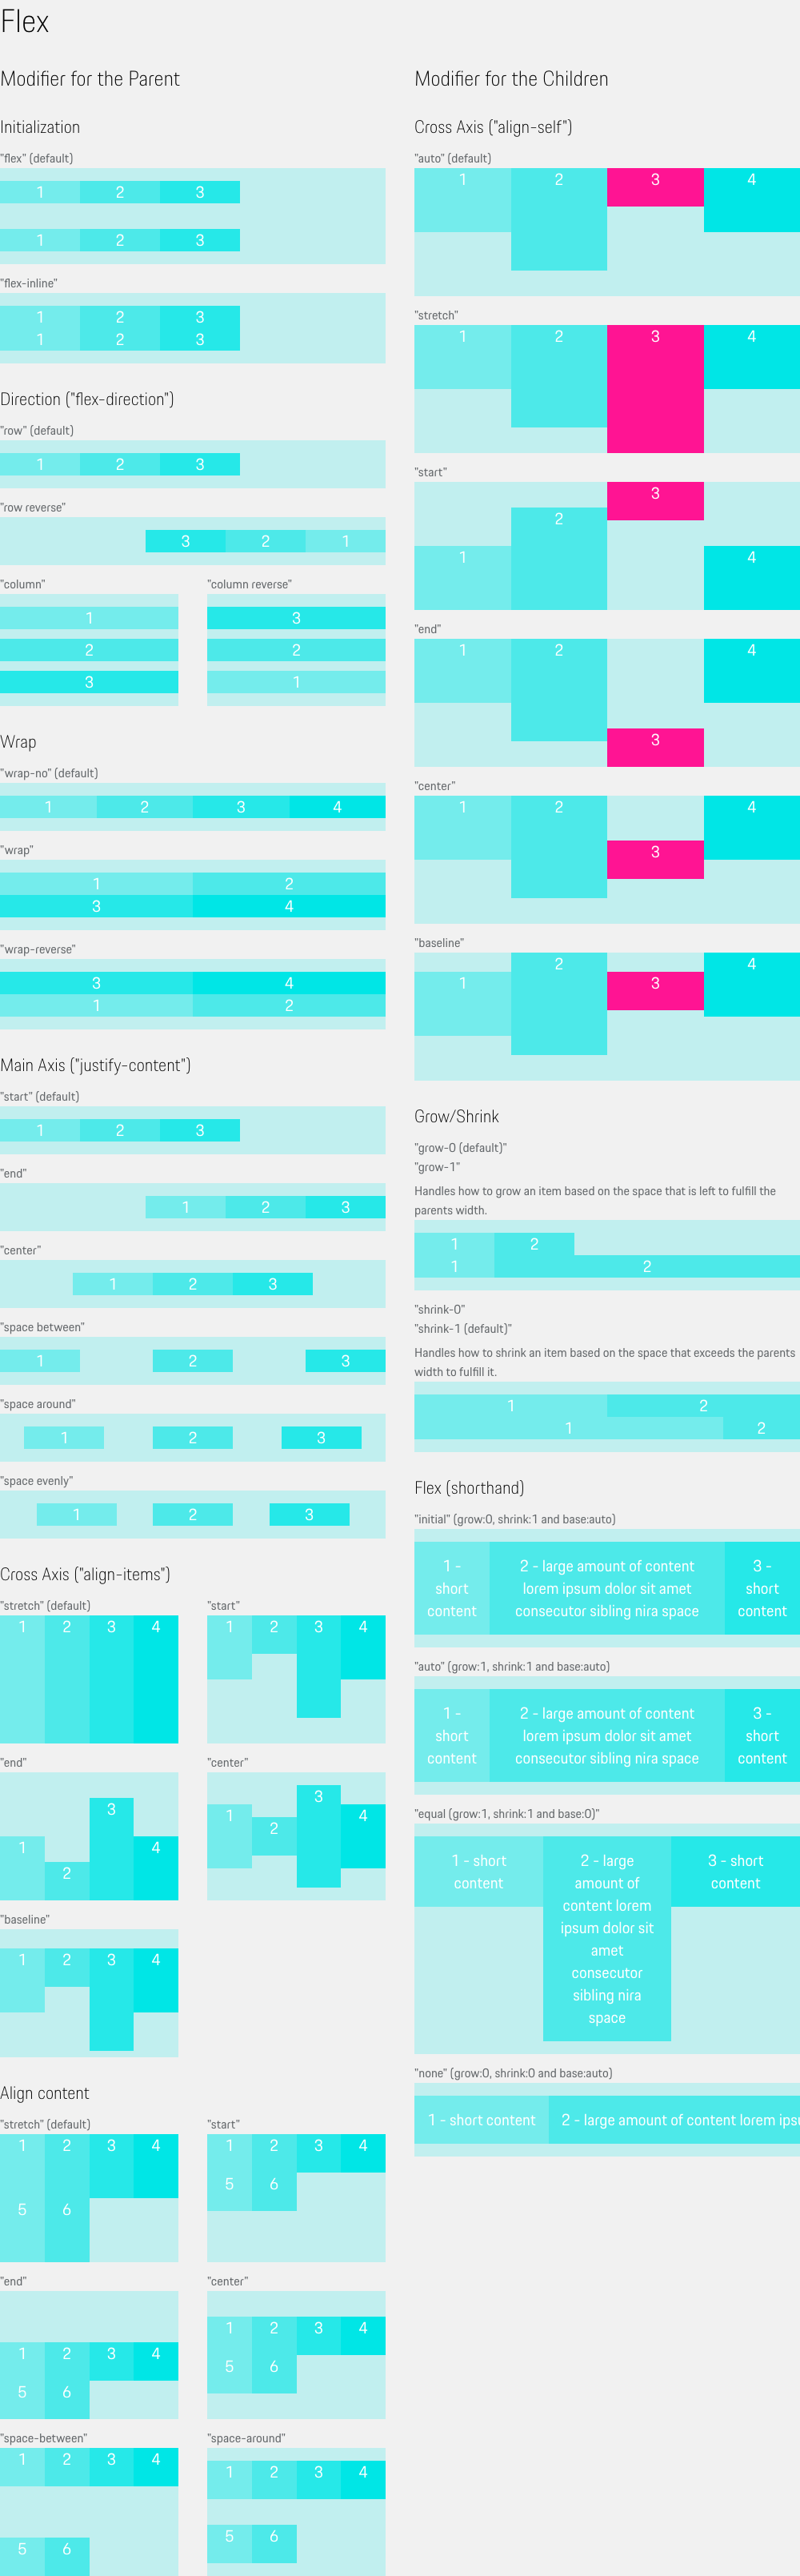 Flex
Modifier for the Parent
Initialization
"flex" (default)
1 2 3
1 2 3
"flex-inline"
1 2 3
1 2 3
Direction ("flex-direction")
"row" (default)
1 2 3
"row reverse"
3 2 1
"column"
1
2
3
"column reverse"
3
2
1
Wrap
"wrap-no" (default)
1 2 3 4
"wrap"
1 2
3 4
"wrap-reverse"
3 4
1 2
Main Axis ("justify-content")
"start" (default)
1 2 3
"end"
1 2 3
"center"
1 2 3
"space between"
1 2 3
"space around"
1 2 3
"space evenly"
1 2 3
Cross Axis ("align-items")
"stretch" (default)
1 2 3 4
"start"
1 2 3 4
"end"
1 2 3 4
"center"
1 2 3 4
"baseline"
1 2 3 4
Align content
"stretch" (default)
1 2 3 4
5 6
"start"
1 2 3 4
5 6
"end"
1 2 3 4
5 6
"center"
1 2 3 4
5 6
"space-between"
1 2 3 4
5 6
"space-around"
1 2 3 4
5 6
Modifier for the Children
Cross Axis ("align-self")
"auto" (default)
1 2 3 4
"stretch"
1 2 3 4
"start"
1 2 3 4
"end"
1 2 3 4
"center"
1 2 3 4
"baseline"
1 2 3 4
Grow/Shrink
"grow-0 (default)"
"grow-1"
Handles how to grow an item based on the space that is left to fulfill the
parents width.
1 2
1 2
"shrink-0"
"shrink-1 (default)"
Handles how to shrink an item based on the space that exceeds the parents
width to fulfill it.
1 2
1 2
Flex (shorthand)
"initial" (grow:0, shrink:1 and base:auto)
1 -
short
content
2 - large amount of content
lorem ipsum dolor sit amet
consecutor sibling nira space
3 -
short
content
"auto" (grow:1, shrink:1 and base:auto)
1 -
short
content
2 - large amount of content
lorem ipsum dolor sit amet
consecutor sibling nira space
3 -
short
content
"equal (grow:1, shrink:1 and base:0)"
1 - short
content
2 - large
amount of
content lorem
ipsum dolor sit
amet
consecutor
sibling nira
space
3 - short
content
"none" (grow:0, shrink:0 and base:auto)
1 - short content
2 - large amount of content lorem